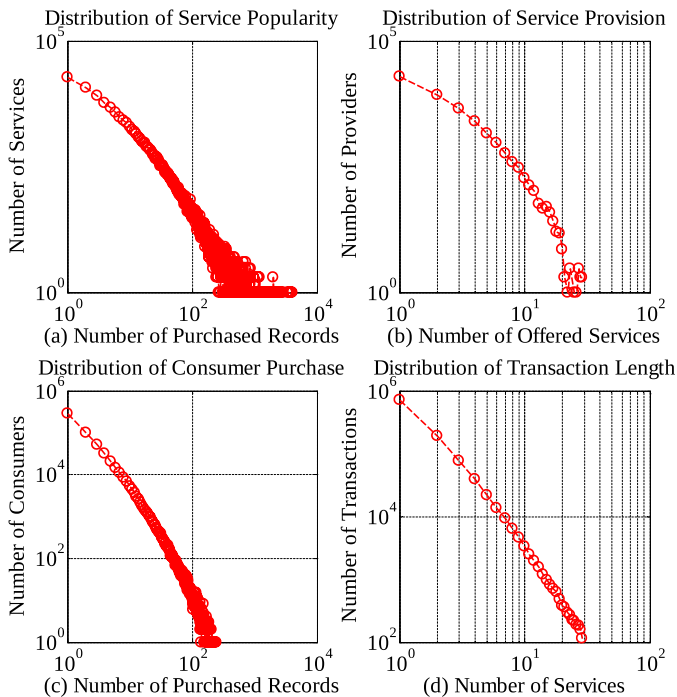 Distribution of Service Popularity
Number of Services
10^5
10^0
10^0 10^2 10^4
(a) Number of Purchased Records
Distribution of Service Provision
Number of Providers
10^5
10^0
10^0 10^1 10^2
(b) Number of Offered Services
Distribution of Consumer Purchase
Number of Consumers
10^6
10^4
10^2
10^0
10^0 10^2 10^4
(c) Number of Purchased Records
Distribution of Transaction Length
Number of Transactions
10^6
10^4
10^2
10^0 10^1 10^2
(d) Number of Services